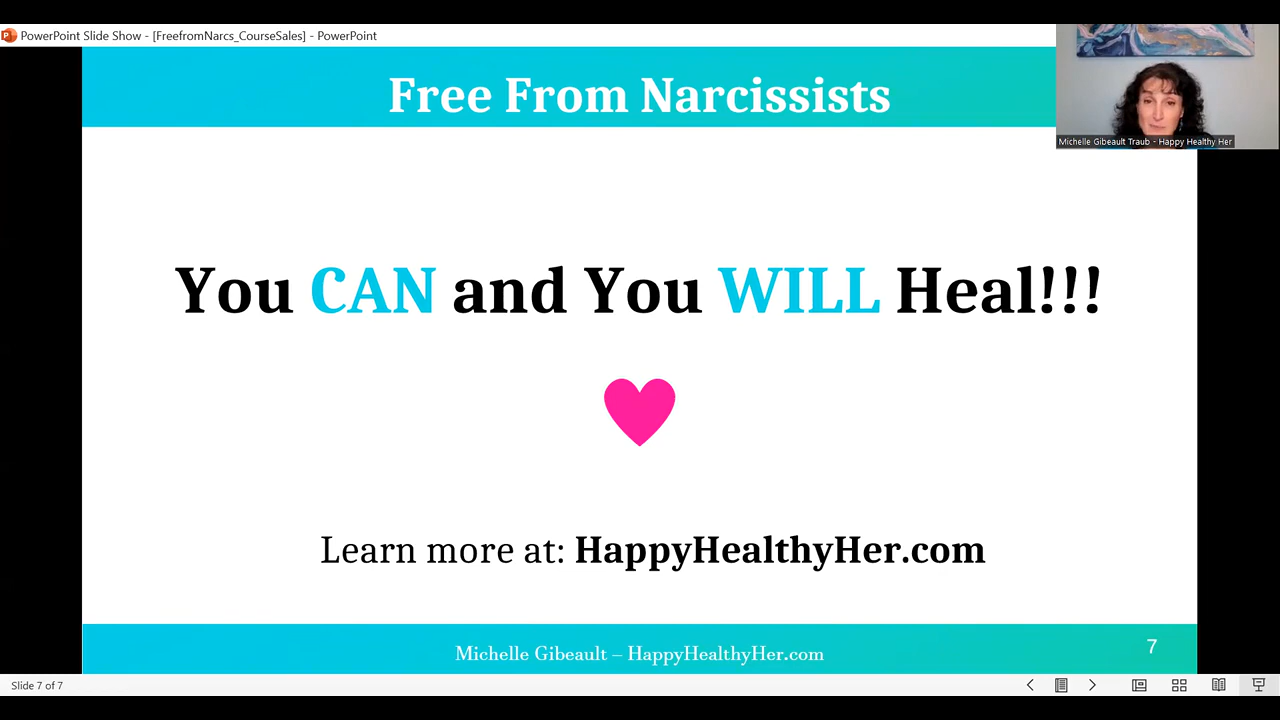 PowerPoint Slide Show - [FreefromNarcs_CourseSales] - PowerPoint
Free From Narcissists
Michelle Gibeault Traub - Happy Healthy Her
You CAN and You WILL Heal!!!
Learn more at: HappyHealthyHer.com
Michelle Gibeault – HappyHealthyHer.com
7
Slide 7 of 7